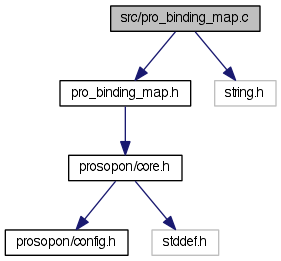 src/pro_binding_map.c
pro_binding_map.h
string.h
prosopon/core.h
prosopon/config.h
stddef.h